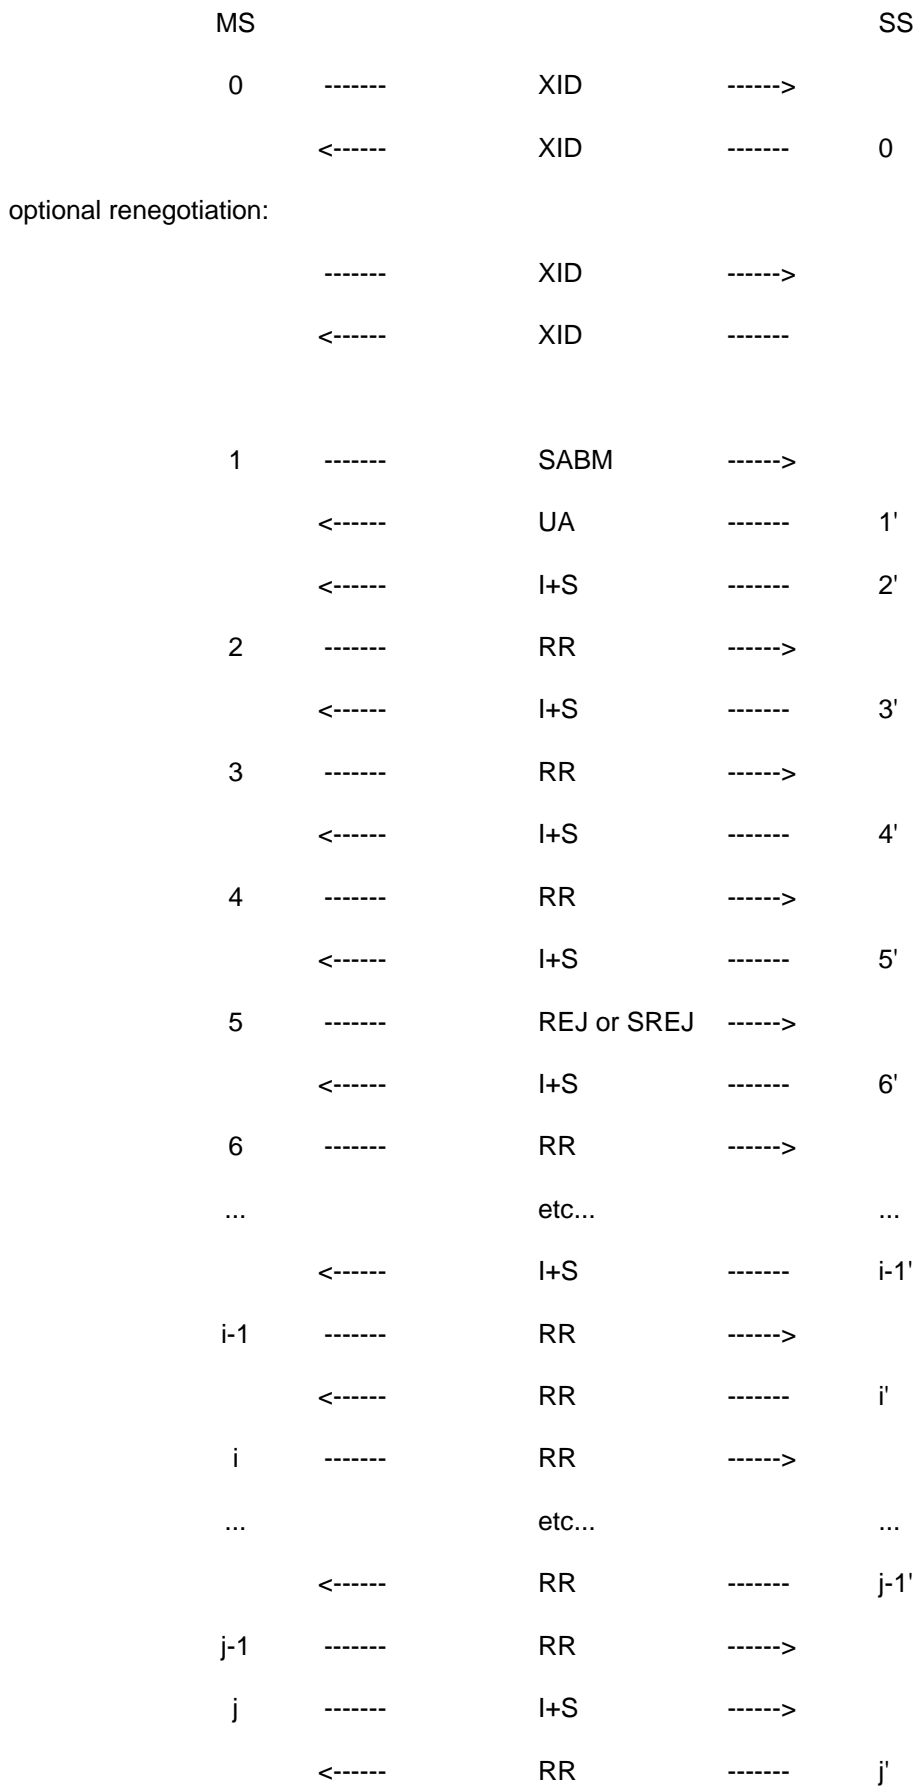 MS SS
0 ------- XID ------>
<------ XID ------- 0
optional renegotiation:
------- XID ------>
<------ XID -------
1 ------- SABM ------>
<------ UA ------- 1'
<------ I+S ------- 2'
2 ------- RR ------>
<------ I+S ------- 3'
3 ------- RR ------>
<------ I+S ------- 4'
4 ------- RR ------>
<------ I+S ------- 5'
5 ------- REJ or SREJ ------>
<------ I+S ------- 6'
6 ------- RR ------>
... etc... ...
<------ I+S ------- i-1'
i-1 ------- RR ------>
<------ RR ------- i'
i ------- RR ------>
... etc... ...
<------ RR ------- j-1'
j-1 ------- RR ------>
j ------- I+S ------>
<------ RR ------- j'